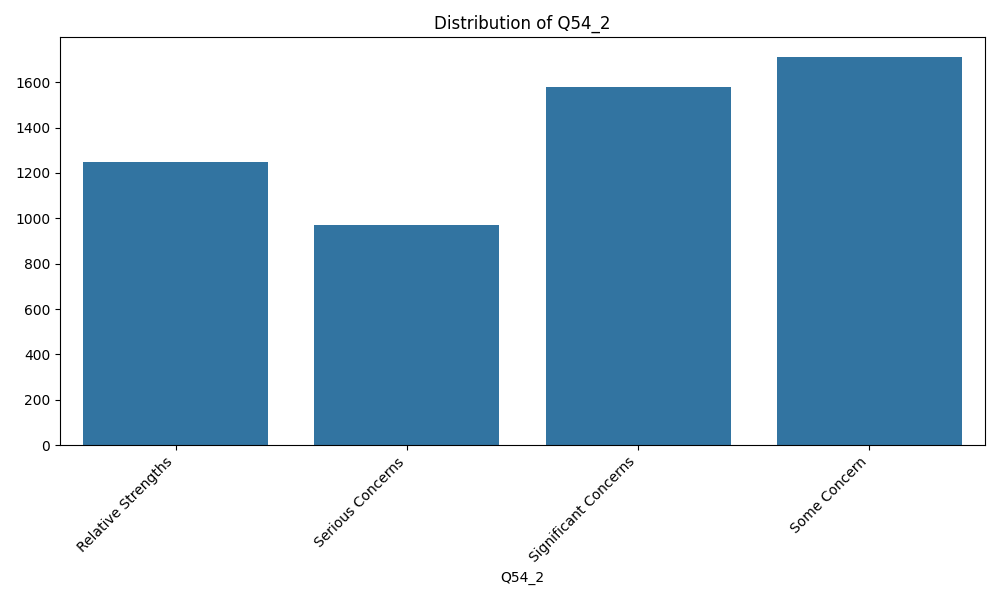 Distribution of Q54_2
1600
1400
1200
1000
800
600
400
200
0
Relative Strengths
Serious Concerns
Significant Concerns
Some Concern
Q54_2